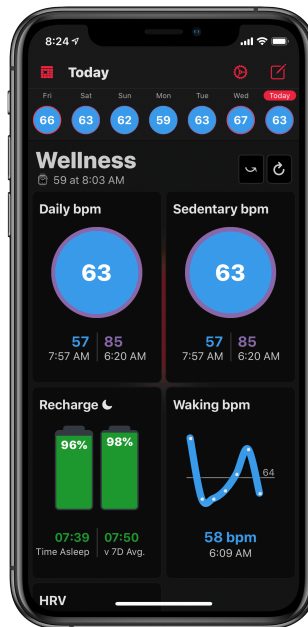 8:24
Today
Fri Sat Sun Mon Tue Wed Today
66 63 62 59 63 67 63
Wellness
59 at 8:03 AM
Daily bpm
63
57 85
7:57 AM 6:20 AM
Sedentary bpm
63
57 85
7:57 AM 6:20 AM
Recharge
96% 98%
07:39 07:50
Time Asleep v 7D Avg.
Waking bpm
64
58 bpm
6:09 AM
HRV